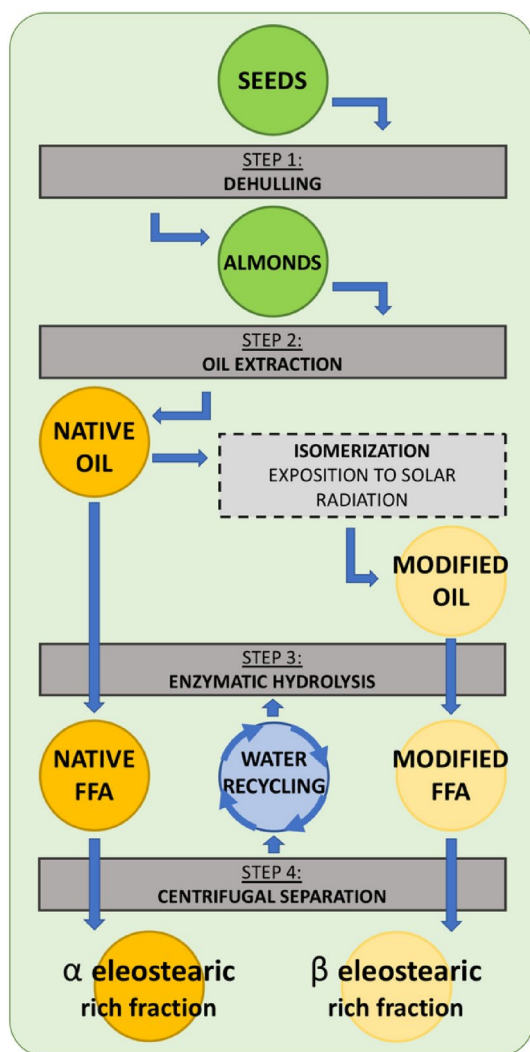 SEEDS
STEP 1:
DEHULLING
ALMONDS
STEP 2:
OIL EXTRACTION
NATIVE
OIL
ISOMERIZATION
EXPOSITION TO SOLAR
RADIATION
MODIFIED
OIL
STEP 3:
ENZYMATIC HYDROLYSIS
NATIVE
FFA
WATER
RECYCLING
MODIFIED
FFA
STEP 4:
CENTRIFUGAL SEPARATION
α eleostearic
rich fraction
β eleostearic
rich fraction